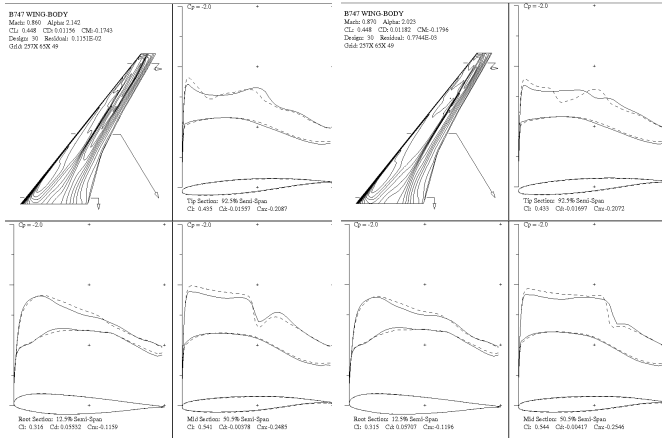 B747 WING-BODY
Mach: 0.860 Alpha: 2.142
CL: 0.448 CD: 0.01156 CM:-0.1743
Design: 30 Residual: 0.1151E-02
Grid: 257X 65X 49
Cp = -2.0
Tip Section: 92.5% Semi-Span
Cl: 0.435 Cd:-0.01557 Cm:-0.2087
Cp = -2.0
Root Section: 12.5% Semi-Span
Cl: 0.316 Cd: 0.05532 Cm:-0.1159
Cp = -2.0
Mid Section: 50.5% Semi-Span
Cl: 0.541 Cd:-0.00378 Cm:-0.2485
B747 WING-BODY
Mach: 0.870 Alpha: 2.025
CL: 0.448 CD: 0.01182 CM:-0.1796
Design: 30 Residual: 0.7744E-03
Grid: 257X 65X 49
Cp = -2.0
Tip Section: 92.5% Semi-Span
Cl: 0.433 Cd:-0.01697 Cm:-0.2072
Cp = -2.0
Root Section: 12.5% Semi-Span
Cl: 0.315 Cd: 0.05707 Cm:-0.1196
Cp = -2.0
Mid Section: 50.5% Semi-Span
Cl: 0.544 Cd:-0.00417 Cm:-0.2546